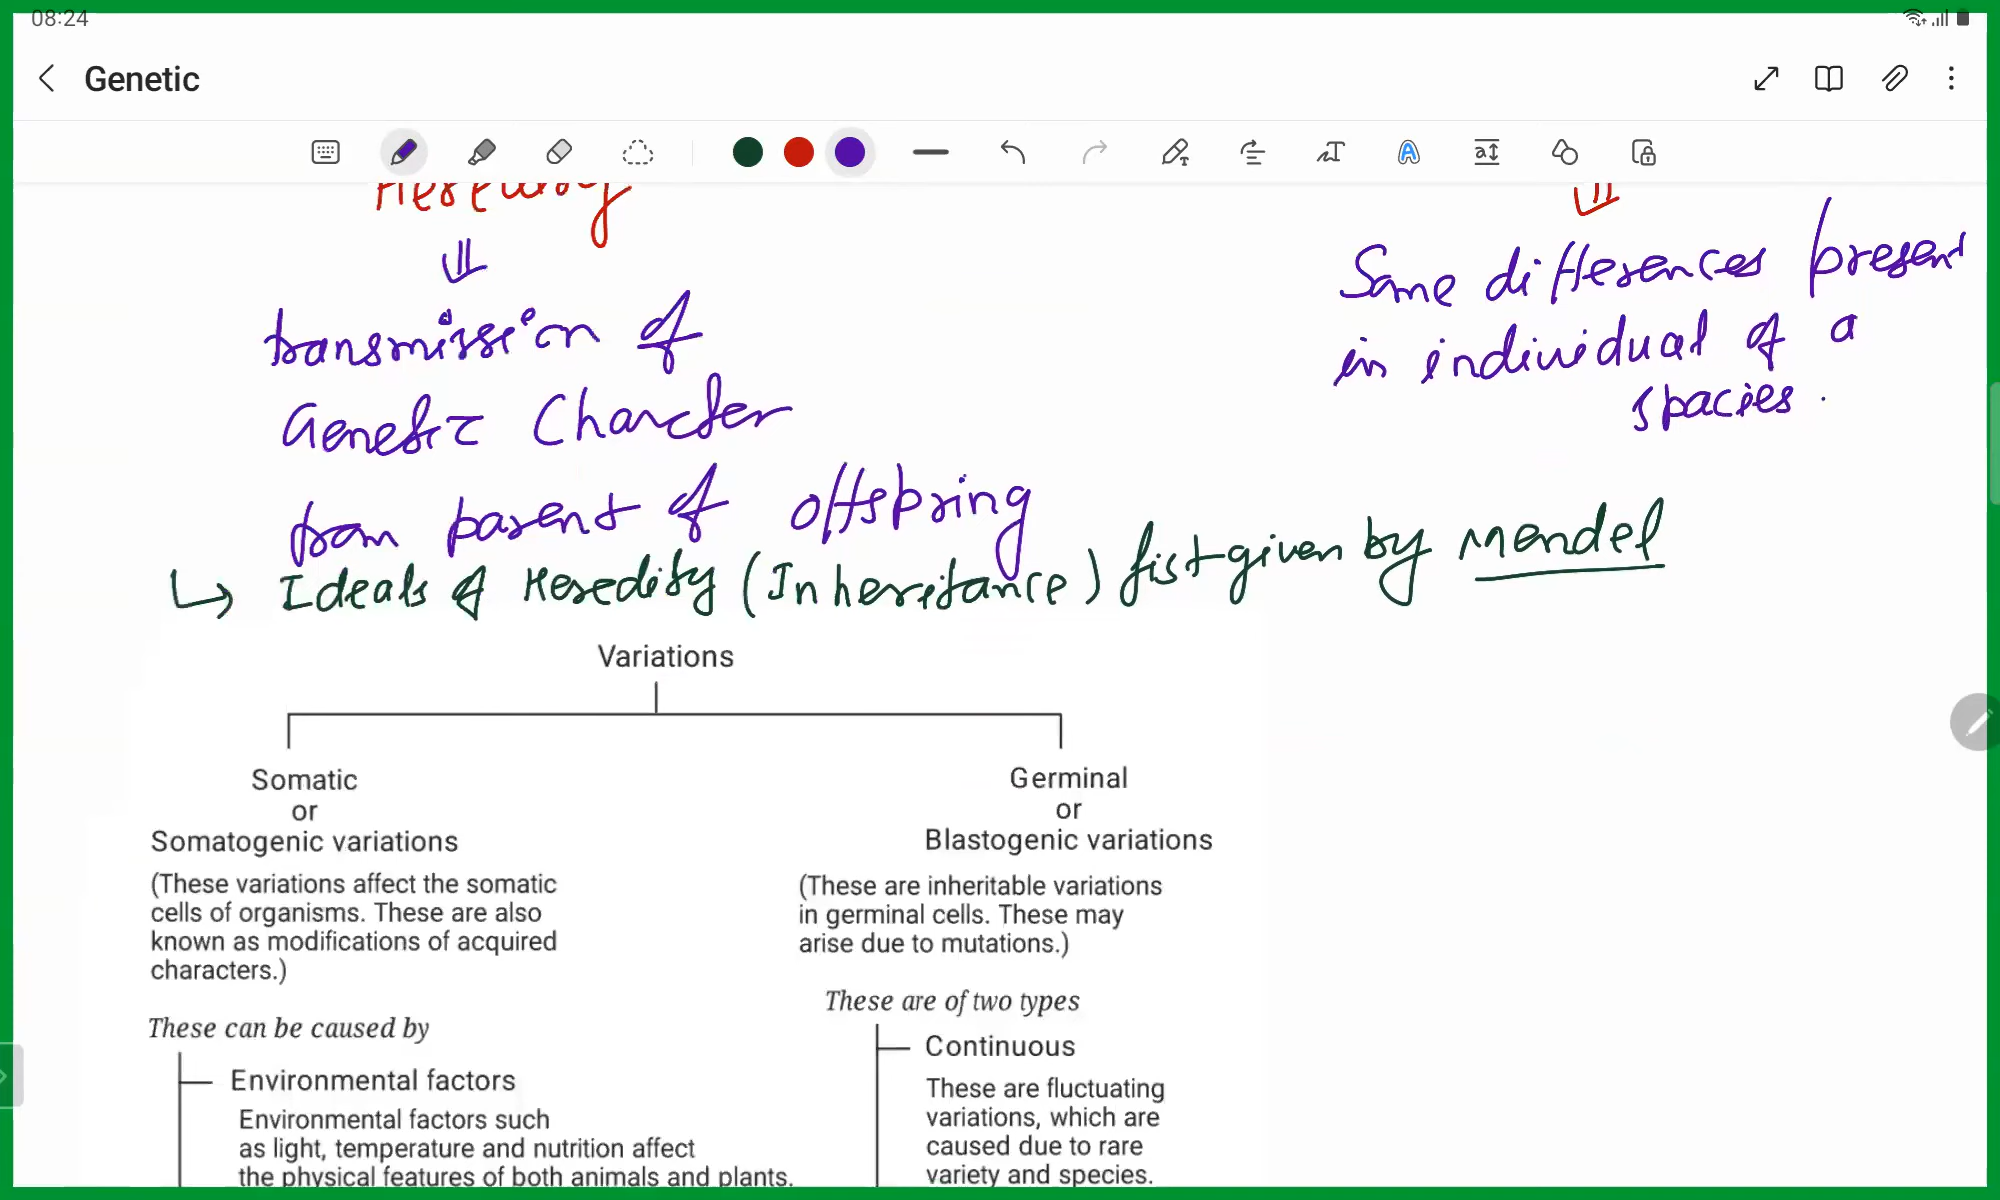 08:24
Genetic
Heredity
transmission of
Genetic Charcter
from parent of offspring
Some differences present
in individual of a
spacies.
Ideals of Heredity (Inheritance) fist given by Mendel
Variations
Somatic
or
Somatogenic variations
(These variations affect the somatic
cells of organisms. These are also
known as modifications of acquired
characters.)
These can be caused by
Environmental factors
Environmental factors such
as light, temperature and nutrition affect
the physical features of both animals and plants.
Germinal
or
Blastogenic variations
(These are inheritable variations
in germinal cells. These may
arise due to mutations.)
These are of two types
Continuous
These are fluctuating
variations, which are
caused due to rare
variety and species.